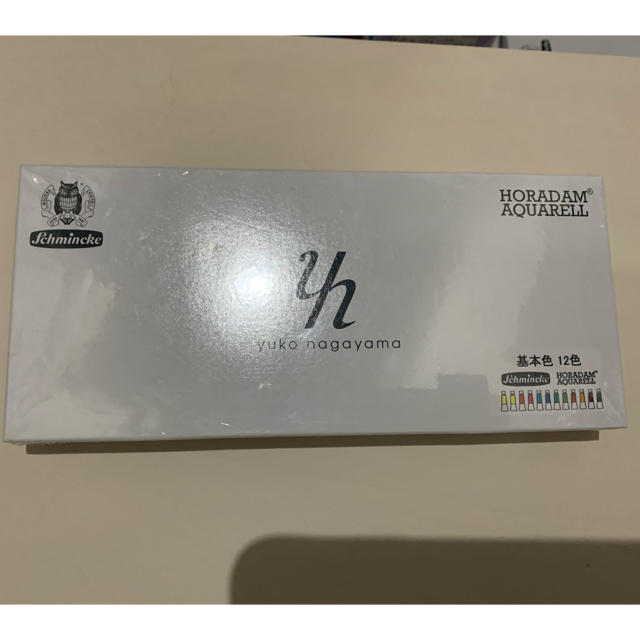 Schmincke
HORADAM®
AQUARELL
yh
yuko nagayama
基本色 12色
Schmincke
HORADAM®
AQUARELL